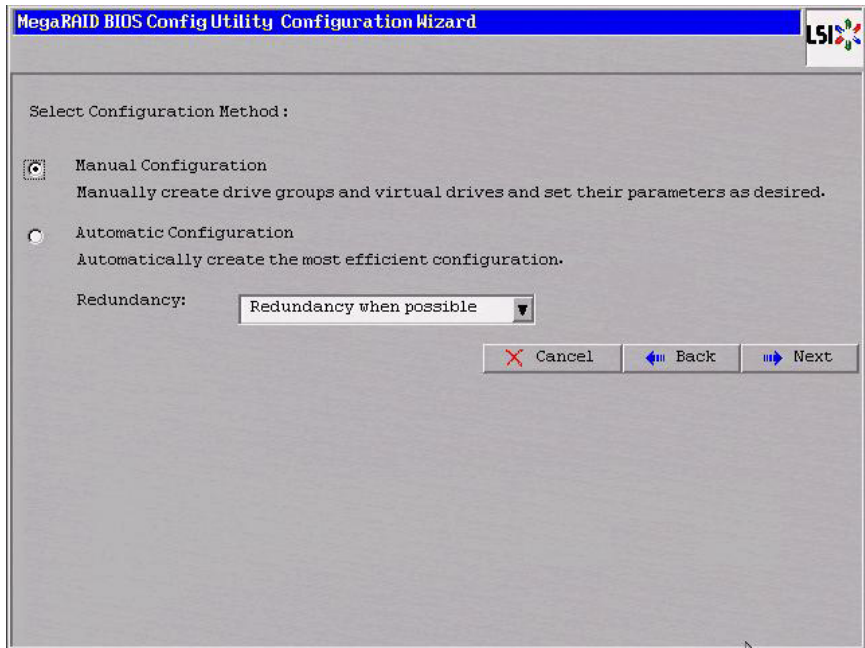 MegaRAID BIOS Config Utility Configuration Wizard
LSI
Select Configuration Method:
Manual Configuration
Manually create drive groups and virtual drives and set their parameters as desired.
Automatic Configuration
Automatically create the most efficient configuration.
Redundancy: Redundancy when possible
Cancel Back Next